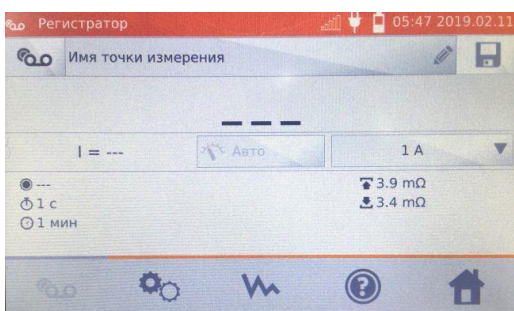 Регистратор 05:47 2019.02.11
Имя точки измерения
---
I = --- Авто 1 A
---
3.9 mΩ
1 c
3.4 mΩ
1 мин
?